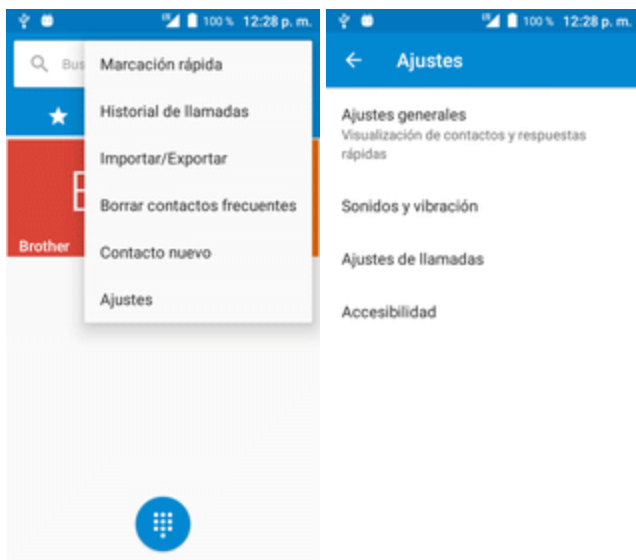 100 % 12:28 p. m.
Bus
Marcación rápida
Historial de llamadas
Importar/Exportar
Borrar contactos frecuentes
Contacto nuevo
Ajustes
Brother
100 % 12:28 p. m.
Ajustes
Ajustes generales
Visualización de contactos y respuestas
rápidas
Sonidos y vibración
Ajustes de llamadas
Accesibilidad